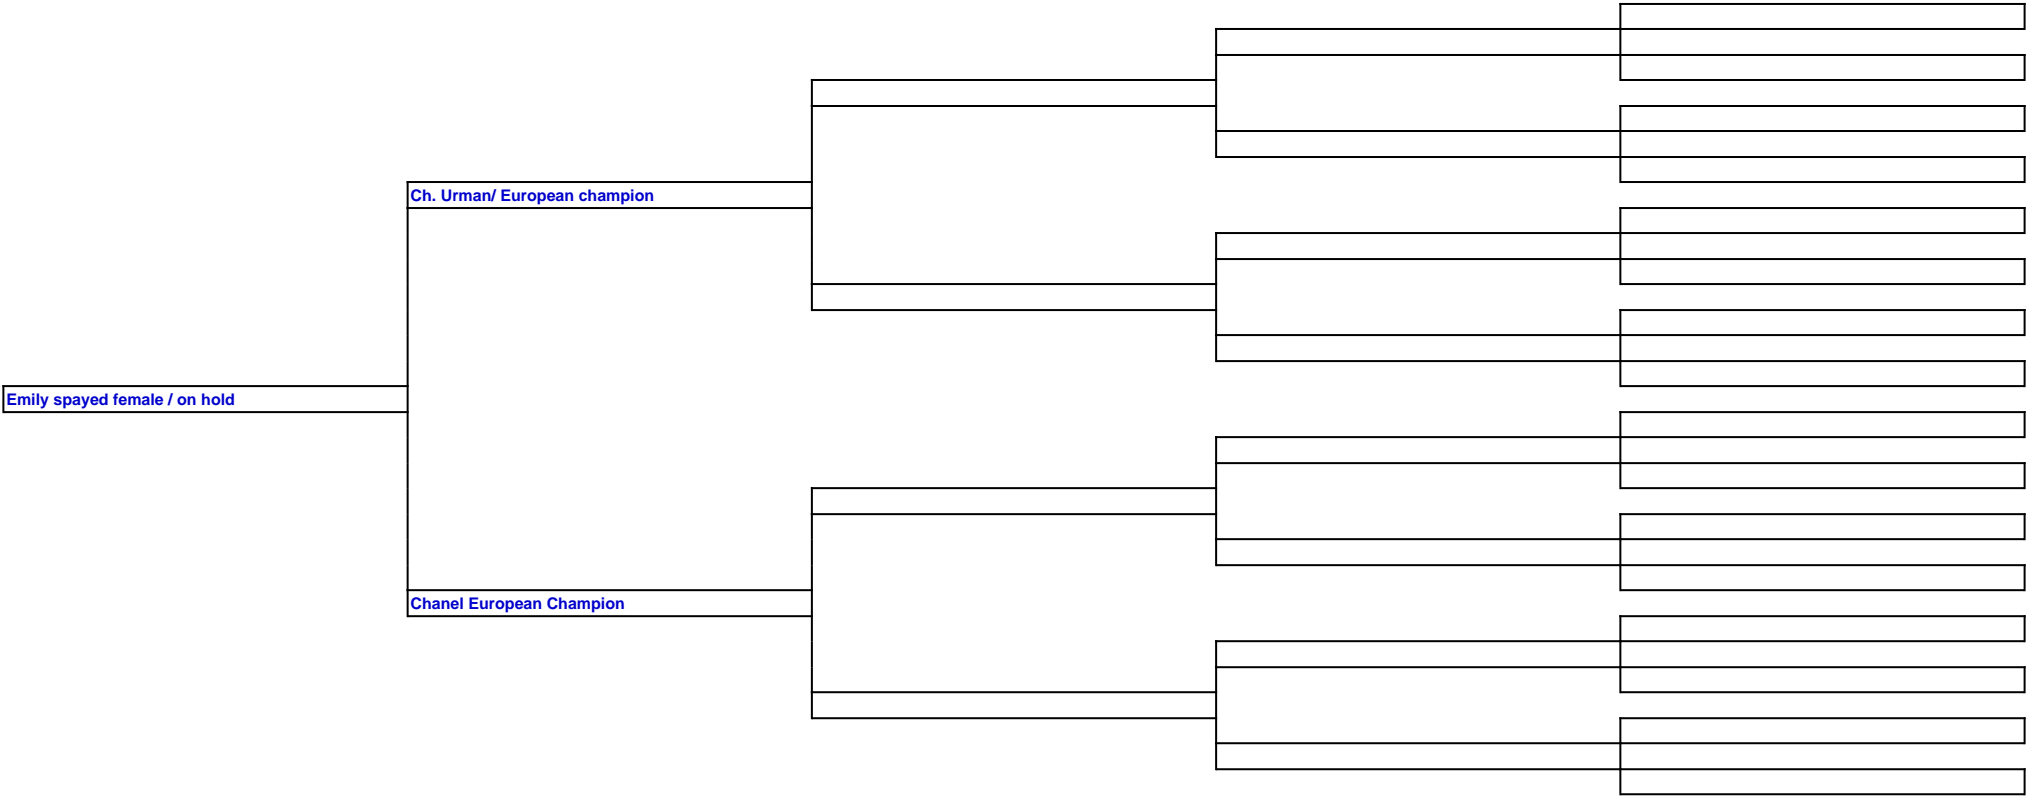 Ch. Urman/ European champion
Emily spayed female / on hold
Chanel European Champion